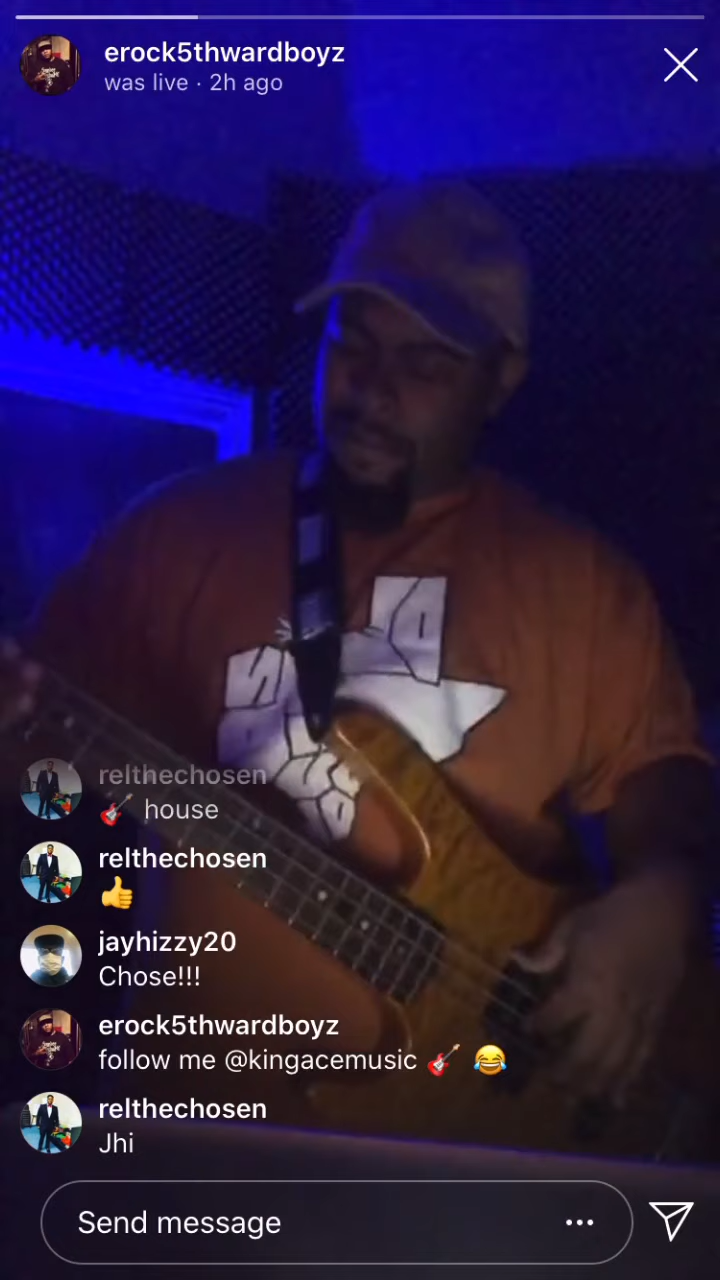 erock5thwardboyz
was live · 2h ago
relthechosen
🎸 house
relthechosen
👍
jayhizzy20
Chose!!!
erock5thwardboyz
follow me @kingacemusic 🎸 😂
relthechosen
Jhi
Send message